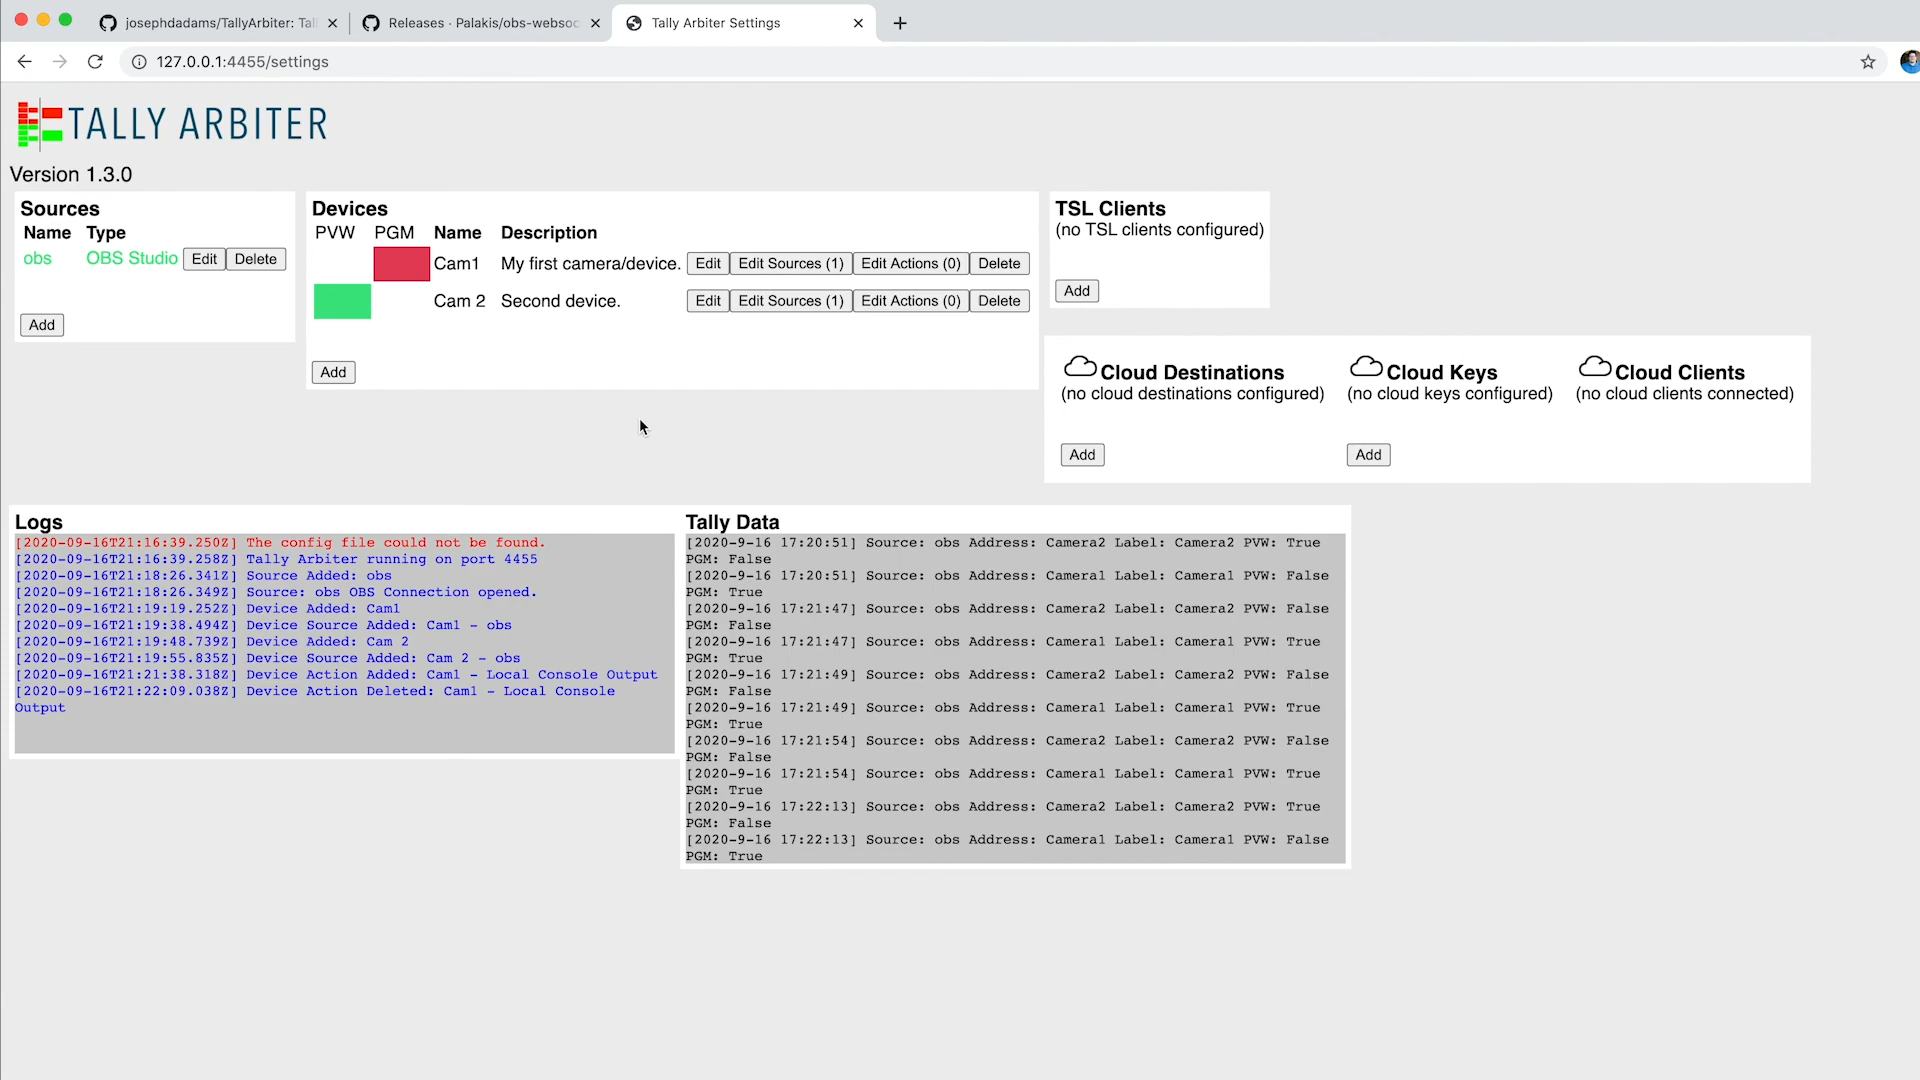 josephdadams/TallyArbiter: Tal
Releases · Palakis/obs-websoc
Tally Arbiter Settings
127.0.0.1:4455/settings
TALLY ARBITER
Version 1.3.0
Sources
Name Type
obs OBS Studio Edit Delete
Add
Devices
PVW PGM Name Description
Cam1 My first camera/device. Edit Edit Sources (1) Edit Actions (0) Delete
Cam 2 Second device. Edit Edit Sources (1) Edit Actions (0) Delete
Add
TSL Clients
(no TSL clients configured)
Add
Cloud Destinations
(no cloud destinations configured)
Add
Cloud Keys
(no cloud keys configured)
Add
Cloud Clients
(no cloud clients connected)
Logs
[2020-09-16T21:16:39.250Z] The config file could not be found.
[2020-09-16T21:16:39.258Z] Tally Arbiter running on port 4455
[2020-09-16T21:18:26.341Z] Source Added: obs
[2020-09-16T21:18:26.349Z] Source: obs OBS Connection opened.
[2020-09-16T21:19:19.252Z] Device Added: Cam1
[2020-09-16T21:19:38.494Z] Device Source Added: Cam1 - obs
[2020-09-16T21:19:48.739Z] Device Added: Cam 2
[2020-09-16T21:19:55.835Z] Device Source Added: Cam 2 - obs
[2020-09-16T21:21:38.318Z] Device Action Added: Cam1 - Local Console Output
[2020-09-16T21:22:09.038Z] Device Action Deleted: Cam1 - Local Console
Output
Tally Data
[2020-9-16 17:20:51] Source: obs Address: Camera2 Label: Camera2 PVW: True
PGM: False
[2020-9-16 17:20:51] Source: obs Address: Camera1 Label: Camera1 PVW: False
PGM: True
[2020-9-16 17:21:47] Source: obs Address: Camera2 Label: Camera2 PVW: False
PGM: False
[2020-9-16 17:21:47] Source: obs Address: Camera1 Label: Camera1 PVW: True
PGM: True
[2020-9-16 17:21:49] Source: obs Address: Camera2 Label: Camera2 PVW: False
PGM: False
[2020-9-16 17:21:49] Source: obs Address: Camera1 Label: Camera1 PVW: True
PGM: True
[2020-9-16 17:21:54] Source: obs Address: Camera2 Label: Camera2 PVW: False
PGM: False
[2020-9-16 17:21:54] Source: obs Address: Camera1 Label: Camera1 PVW: True
PGM: True
[2020-9-16 17:22:13] Source: obs Address: Camera2 Label: Camera2 PVW: True
PGM: False
[2020-9-16 17:22:13] Source: obs Address: Camera1 Label: Camera1 PVW: False
PGM: True